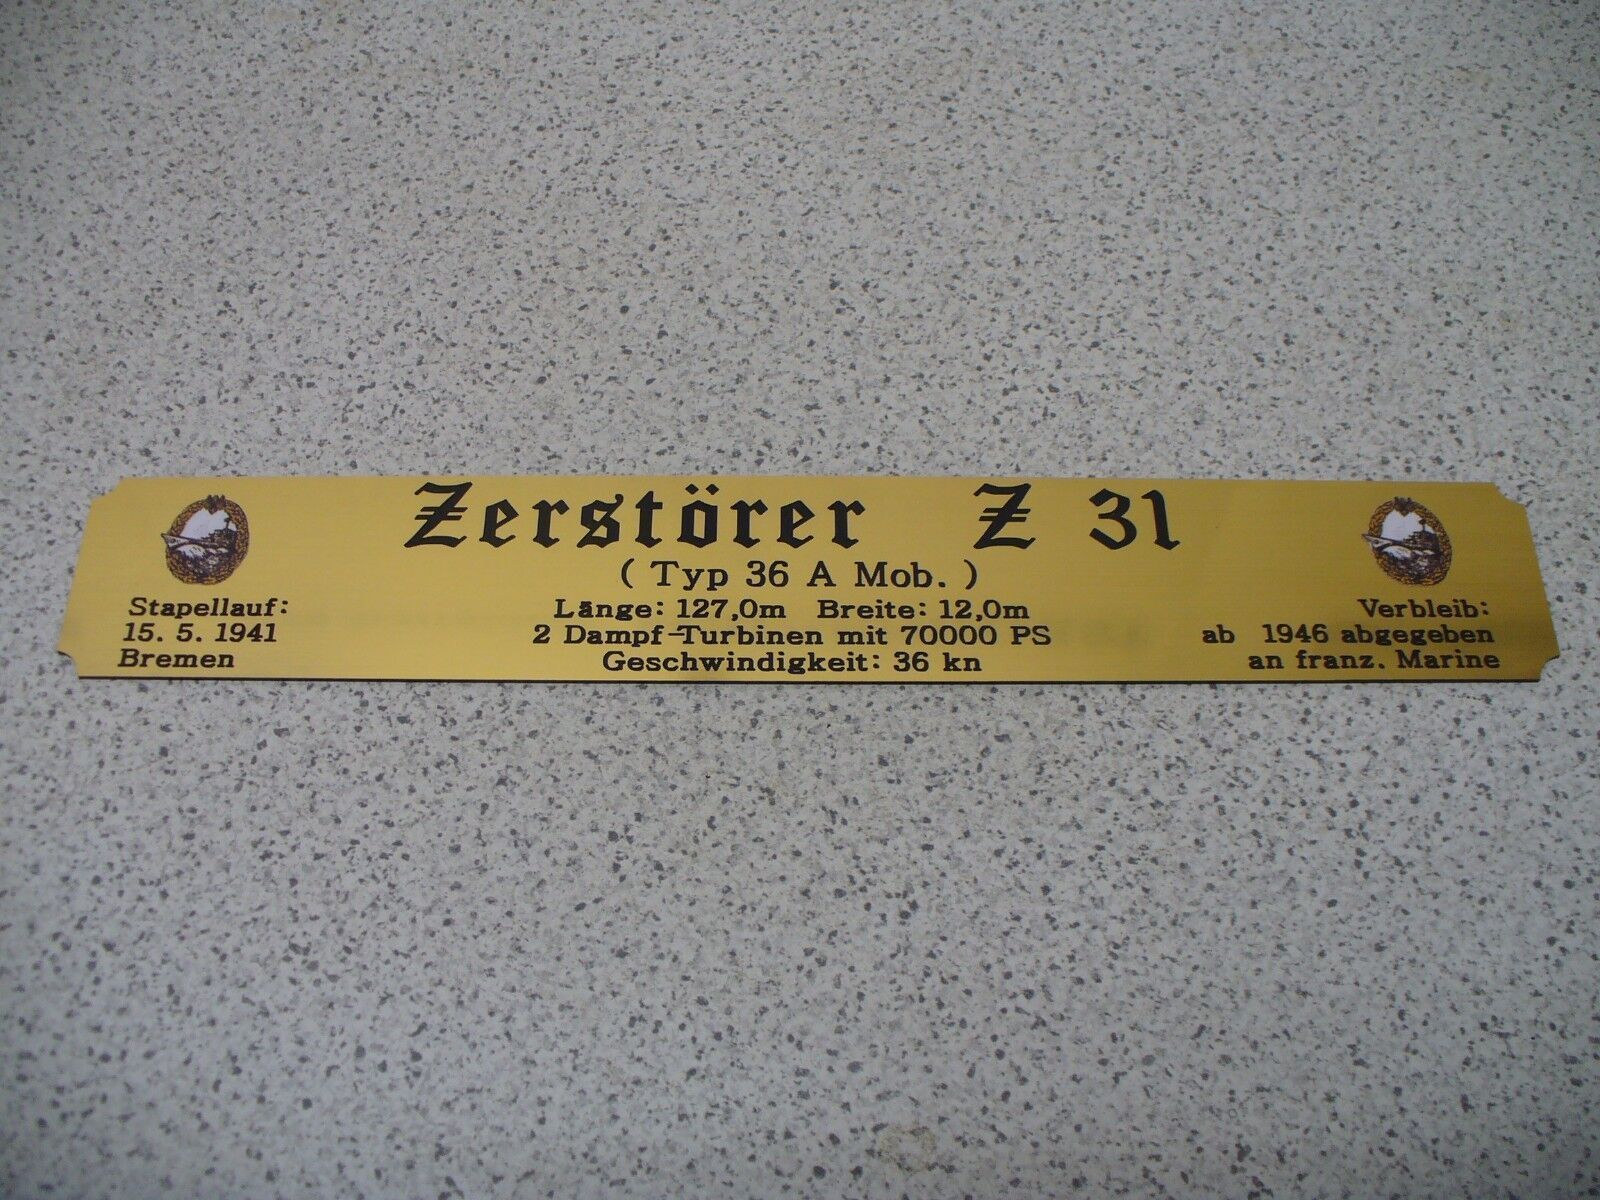 Zerstörer Z 31
( Typ 36 A Mob. )
Stapellauf:
15. 5. 1941
Bremen
Länge: 127,0m Breite: 12,0m
2 Dampf-Turbinen mit 70000 PS
Geschwindigkeit: 36 kn
Verbleib:
ab 1946 abgegeben
an franz. Marine